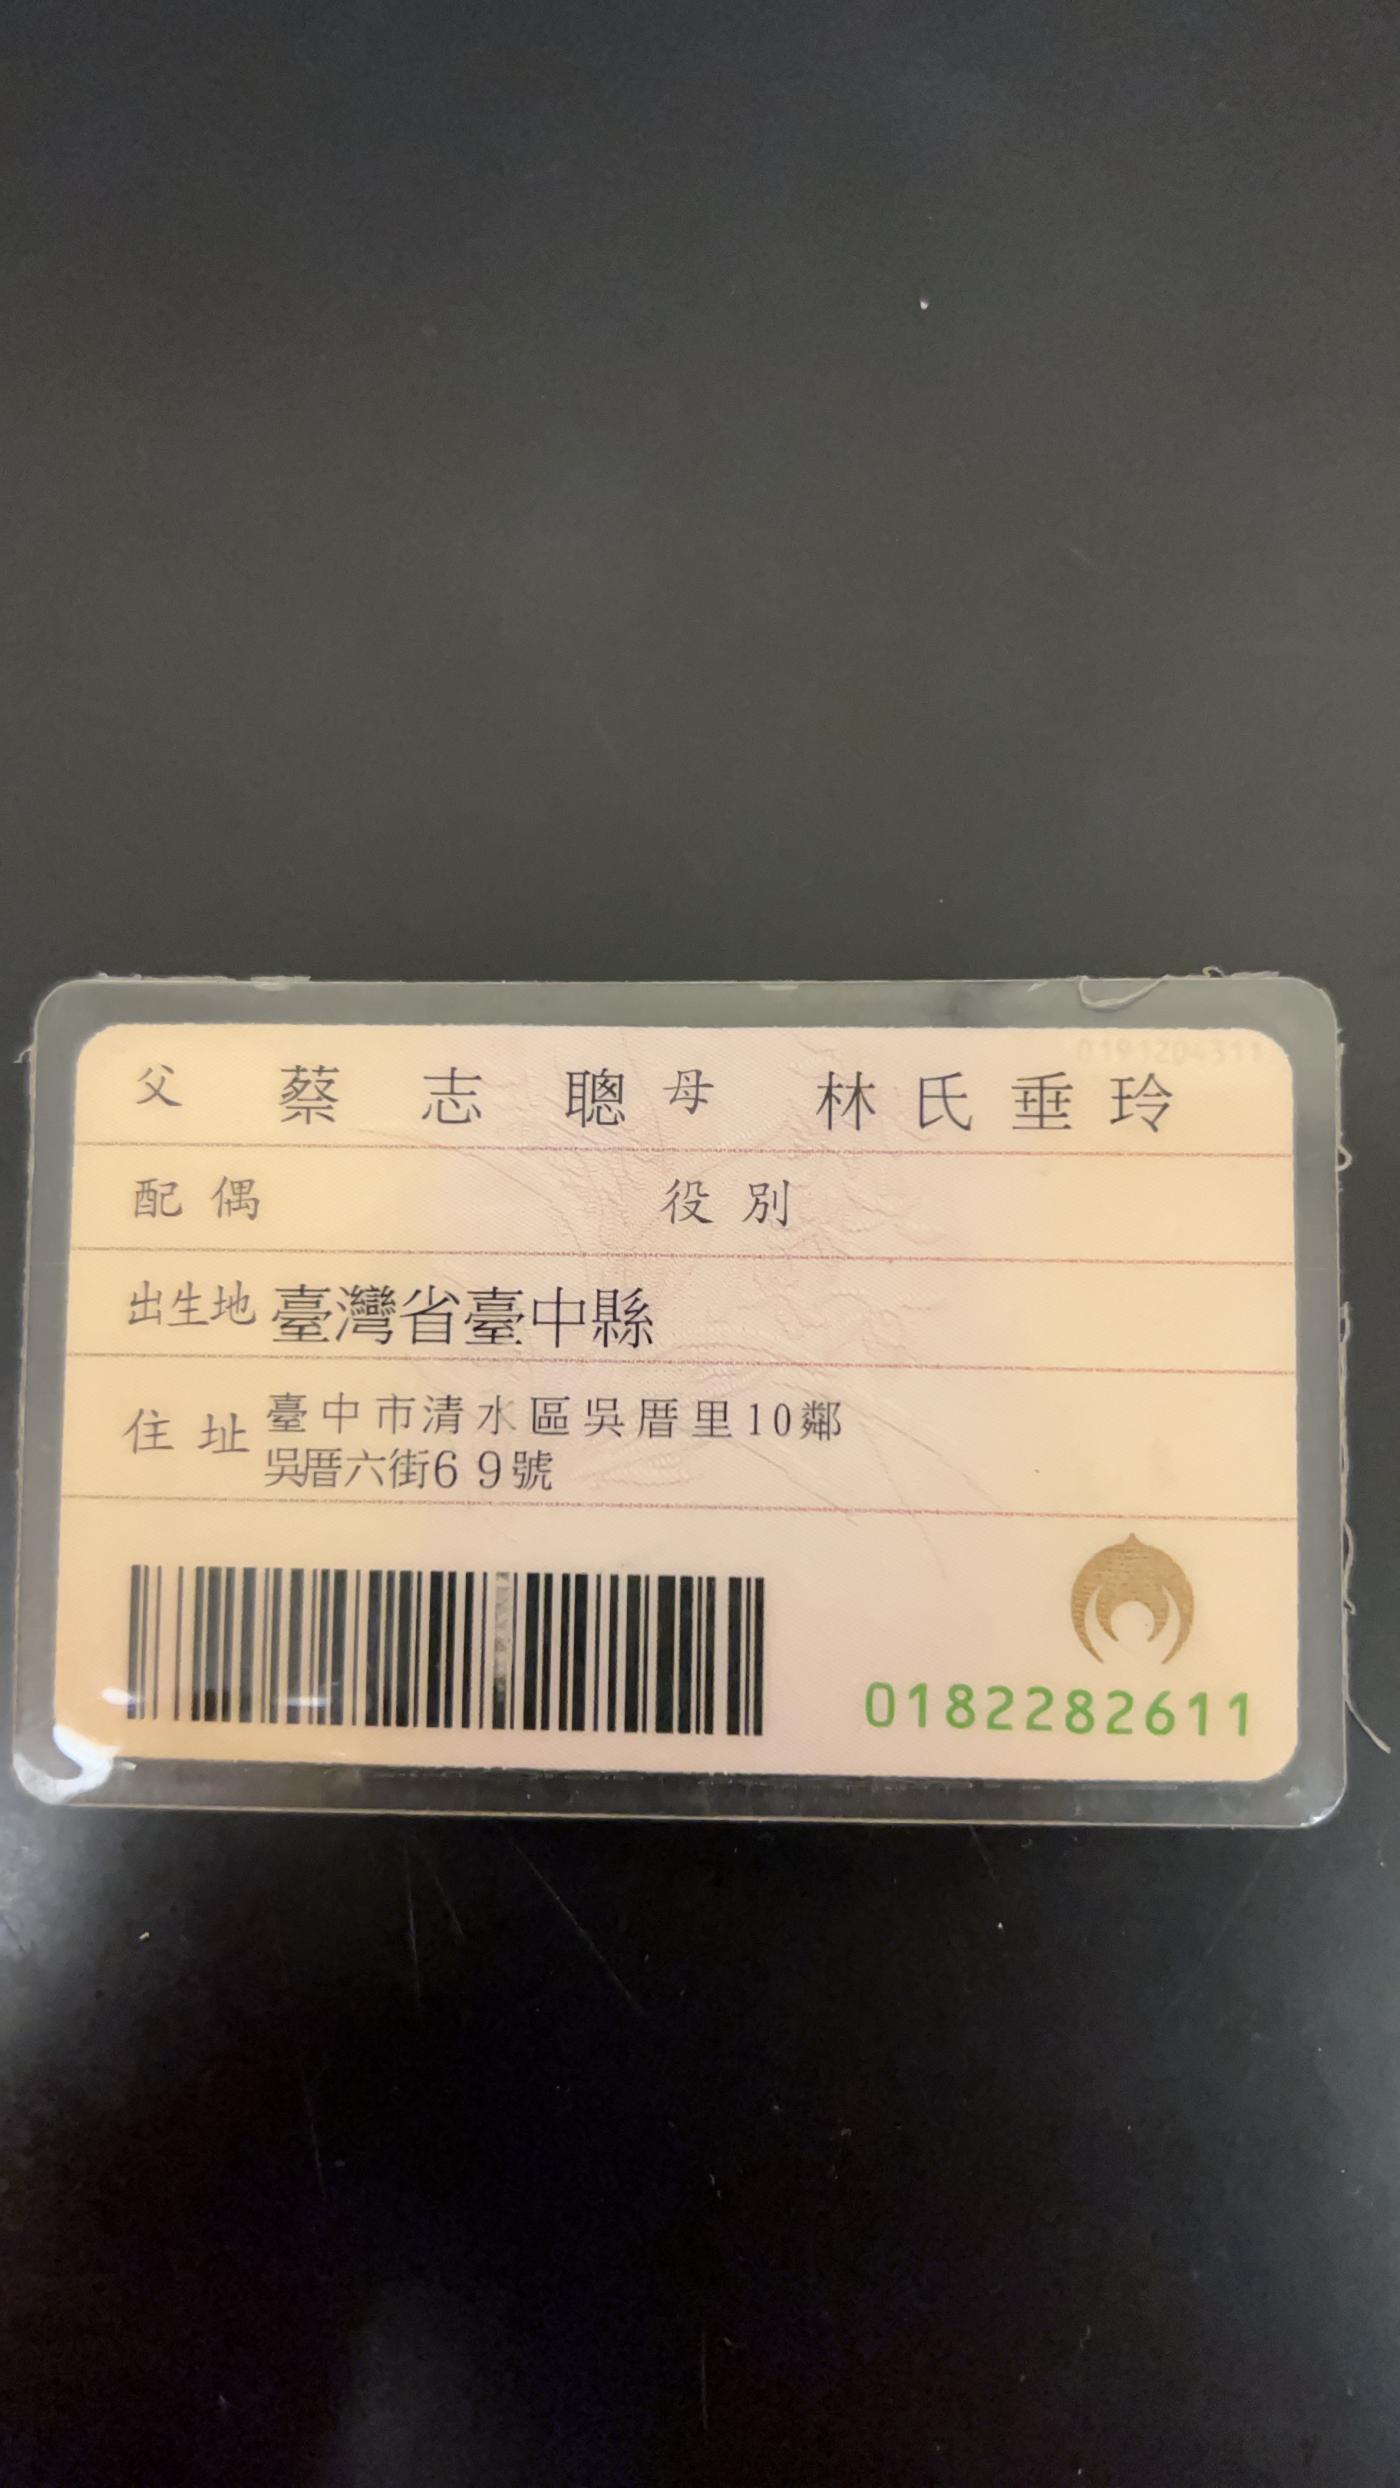 父 蔡志聰 母 林氏垂玲
配偶 役別
出生地 臺灣省臺中縣
住址 臺中市清水區吳厝里10鄰
吳厝六街69號
0182282611